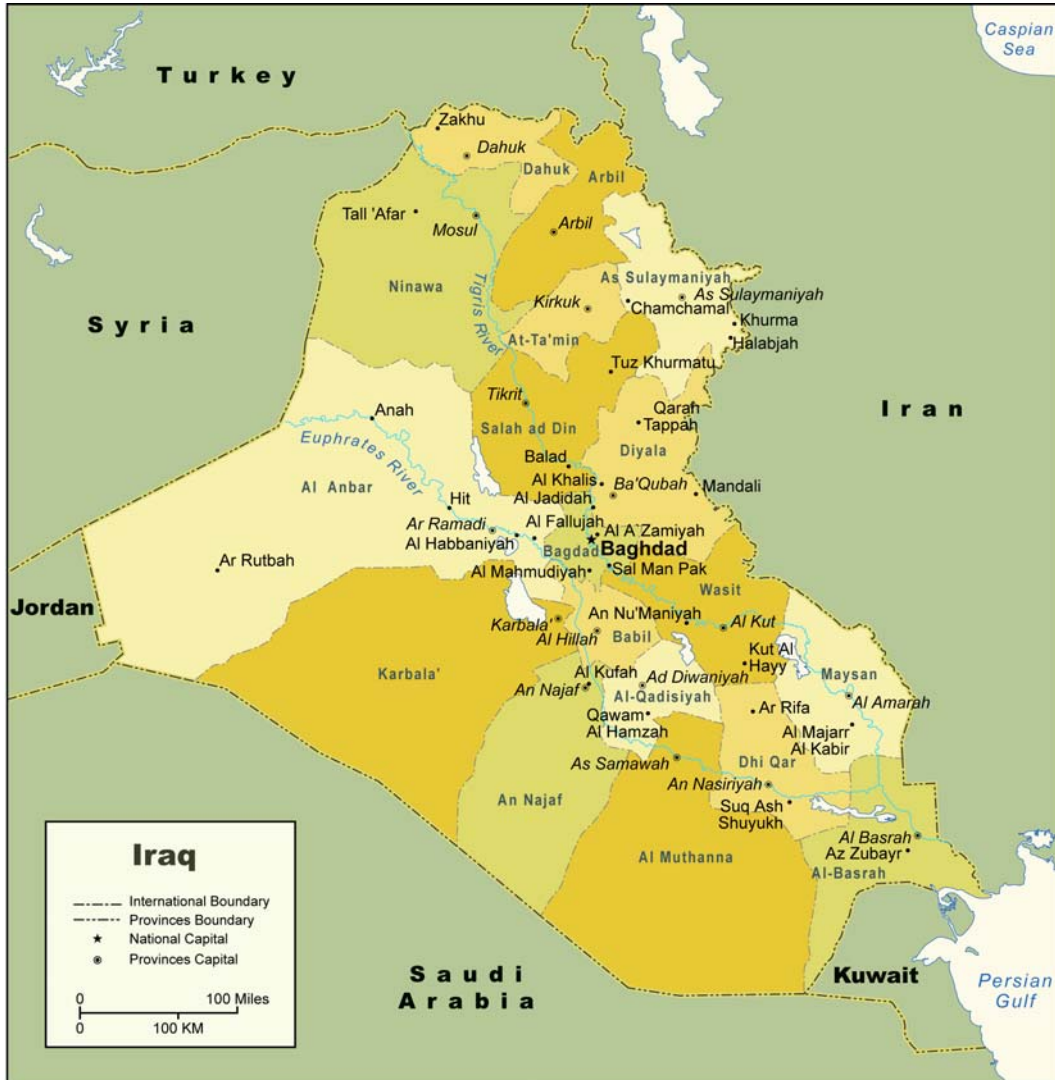 Caspian
Sea
Turkey
Zakhu
Dahuk
Dahuk
Arbil
Tall 'Afar
Mosul
Arbil
Ninawa
Tigris River
As Sulaymaniyah
As Sulaymaniyah
Kirkuk
Chamchamal
Syria
Khurma
At-Ta'min
Halabjah
Tuz Khurmatu
Tikrit
Anah
Qarah
Tappah
Iran
Salah ad Din
Euphrates River
Diyala
Balad
Al Khalis
Ba'Qubah
Mandali
Al Anbar
Hit
Al Jadidah
Ar Ramadi
Al Fallujah
Al A'Zamiyah
Al Habbaniyah
Bagdad
Baghdad
Ar Rutbah
Al Mahmudiyah
Sal Man Pak
Wasit
Jordan
An Nu'Maniyah
Karbala'
Al Kut
Al Hillah
Babil
Kut Al
Hayy
Karbala'
Al Kufah
Ad Diwaniyah
Maysan
An Najaf
Al-Qadisiyah
Al Amarah
Qawam
Al Hamzah
Ar Rifa
Al Majarr
Al Kabir
As Samawah
Dhi Qar
An Nasiriyah
An Najaf
Suq Ash
Shuyukh
Al Basrah
Az Zubayr
Al Muthanna
Al-Basrah
Iraq
International Boundary
Provinces Boundary
National Capital
Provinces Capital
0 100 Miles
0 100 KM
Saudi
Arabia
Kuwait
Persian
Gulf